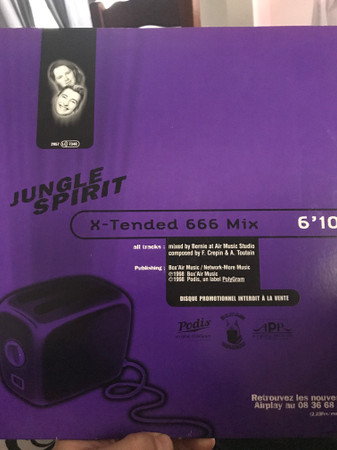 JUNGLE
SPIRIT
X-Tended 666 Mix 6'10
all tracks : mixed by Bernie at Air Music Studio
composed by F. Crepin & A. Toutain
Publishing : Box'Air Music / Network-More Music
℗1998 Box'Air Music
©1998 Podis, un label PolyGram
DISQUE PROMOTIONNEL INTERDIT À LA VENTE
Podis
Retrouvez les nouve
Airplay au 08 36 68